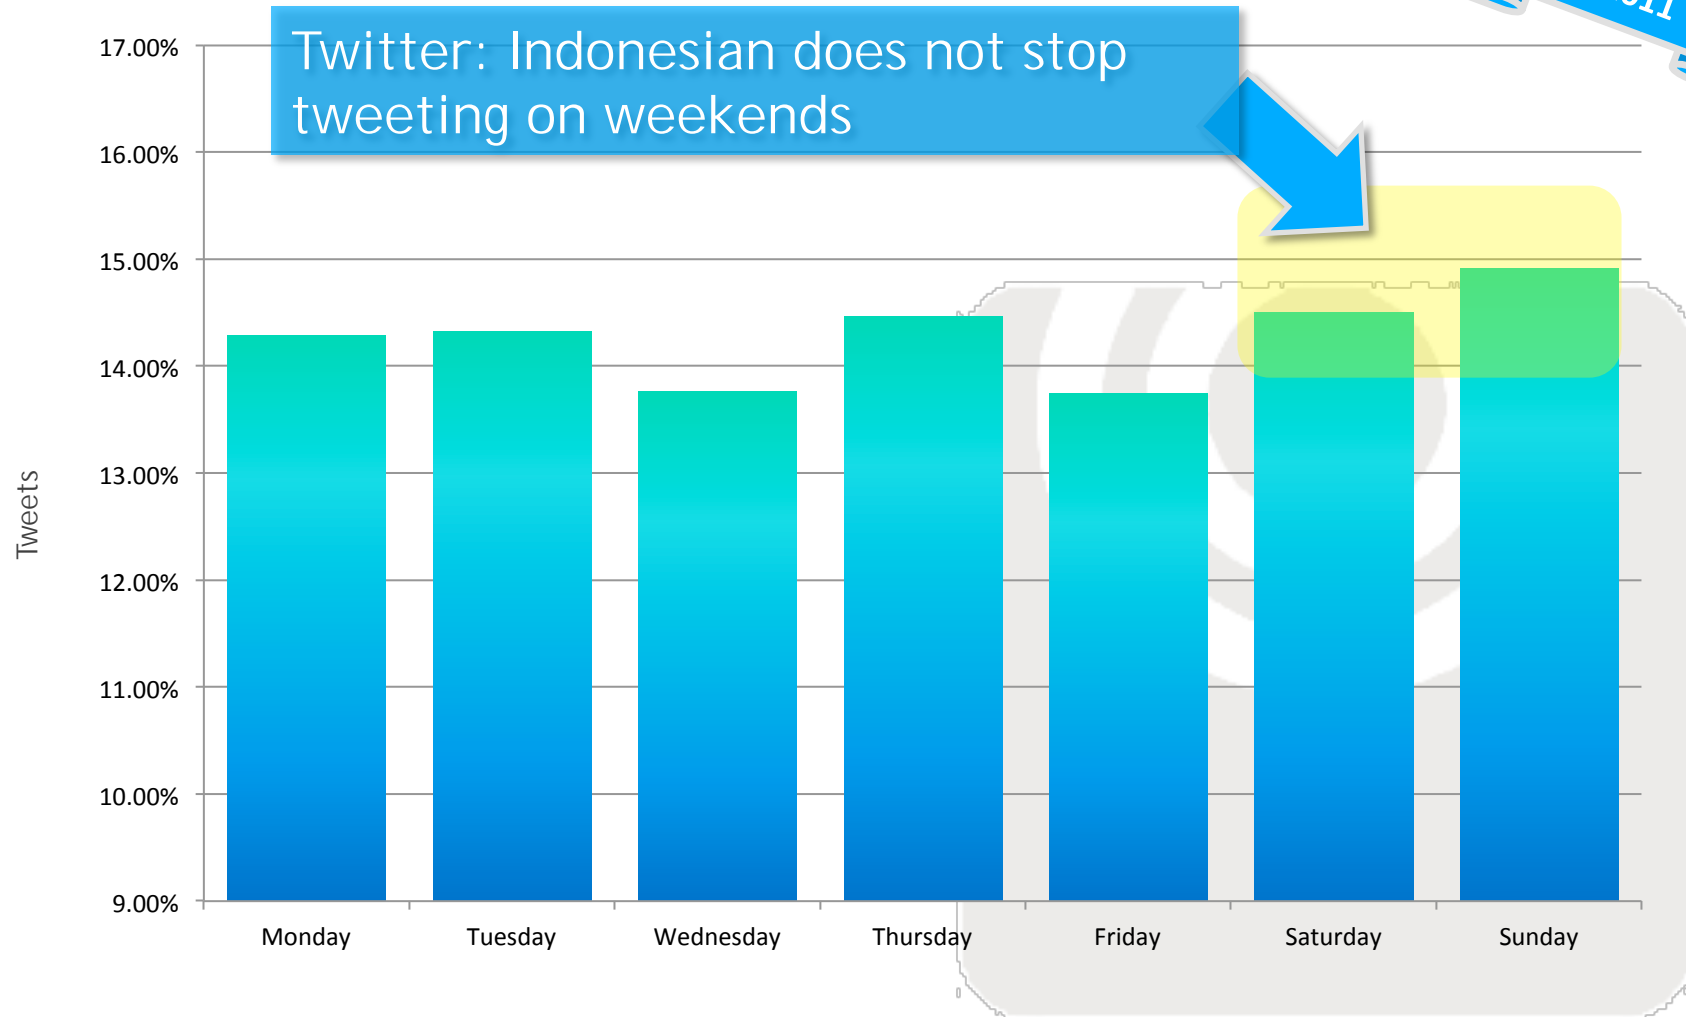 Twitter: Indonesian does not stop
tweeting on weekends
17.00%
16.00%
15.00%
14.00%
13.00%
12.00%
11.00%
10.00%
9.00%
Tweets
Monday
Tuesday
Wednesday
Thursday
Friday
Saturday
Sunday